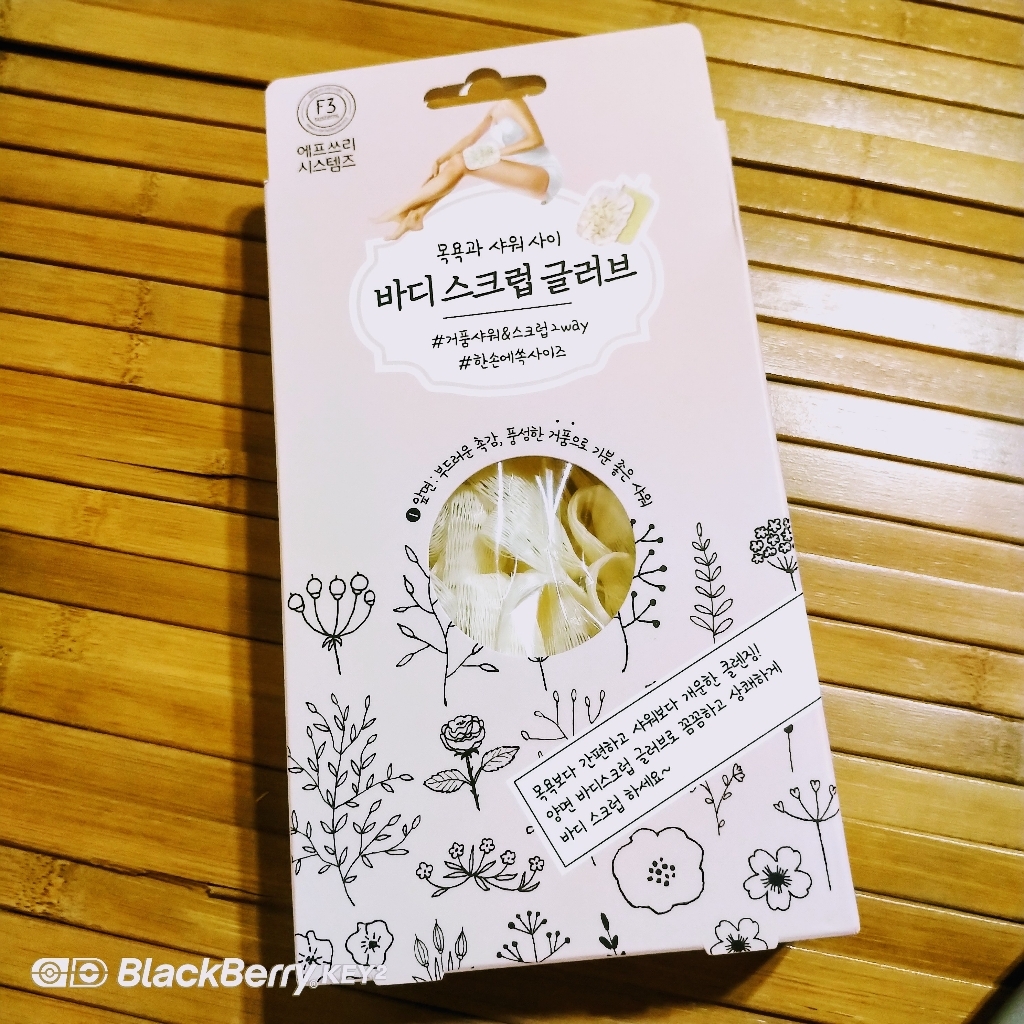 F3
에프쓰리
시스템즈
목욕과 샤워 사이
바디 스크럽 글러브
#거품샤워&스크럽 2way
#한손에쏙사이즈
1 앞면 : 부드러운 촉감, 풍성한 거품으로 기분 좋은 샤워
목욕보다 간편하고 샤워보다 개운한 클렌징!
양면 바디스크럽 글러브로 꼼꼼하고 상쾌하게
바디 스크럽 하세요~
BlackBerry KEY2